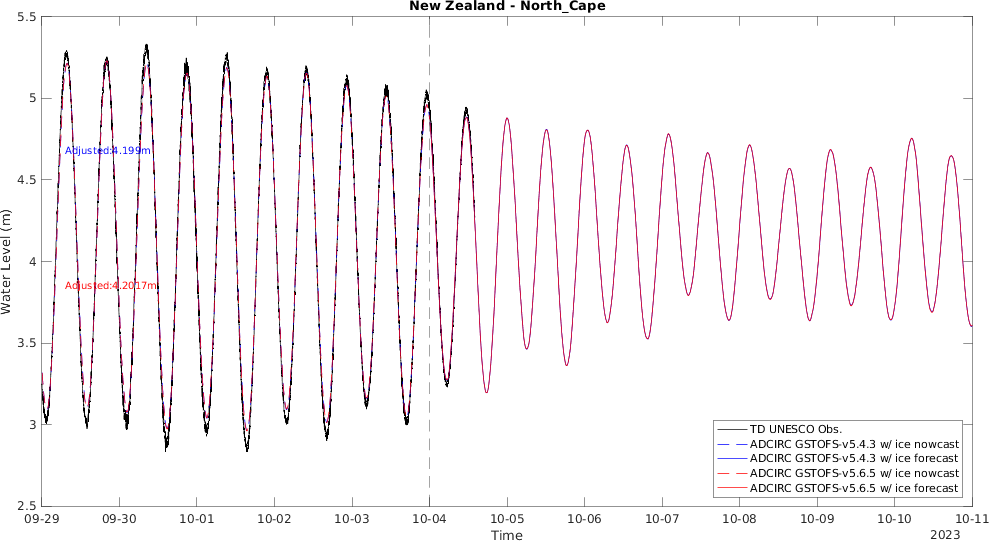 New Zealand - North_Cape
5.5
5
4.5
4
3.5
3
2.5
Water Level (m)
Adjusted:4.199m
Adjusted:4.2017m
TD UNESCO Obs.
ADCIRC GSTOFS-v5.4.3 w/ ice nowcast
ADCIRC GSTOFS-v5.4.3 w/ ice forecast
ADCIRC GSTOFS-v5.6.5 w/ ice nowcast
ADCIRC GSTOFS-v5.6.5 w/ ice forecast
09-29 09-30 10-01 10-02 10-03 10-04 10-05 10-06 10-07 10-08 10-09 10-10 10-11
Time
2023